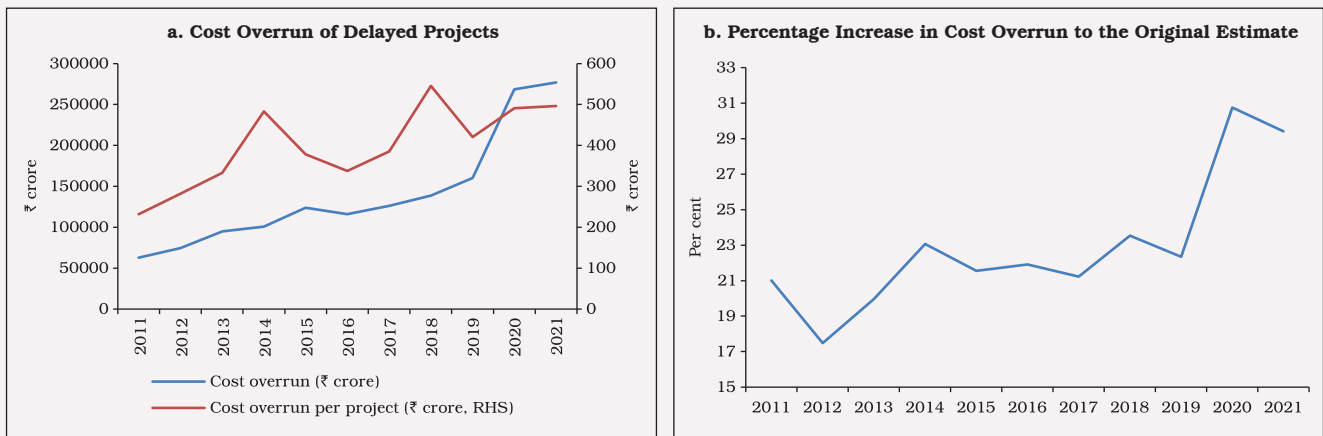 a. Cost Overrun of Delayed Projects
300000
250000
200000
150000
100000
50000
0
₹ crore
600
500
400
300
200
100
0
₹ crore
2011 2012 2013 2014 2015 2016 2017 2018 2019 2020 2021
Cost overrun (₹ crore)
Cost overrun per project (₹ crore, RHS)
b. Percentage Increase in Cost Overrun to the Original Estimate
33
31
29
27
25
23
21
19
17
15
Per cent
2011 2012 2013 2014 2015 2016 2017 2018 2019 2020 2021